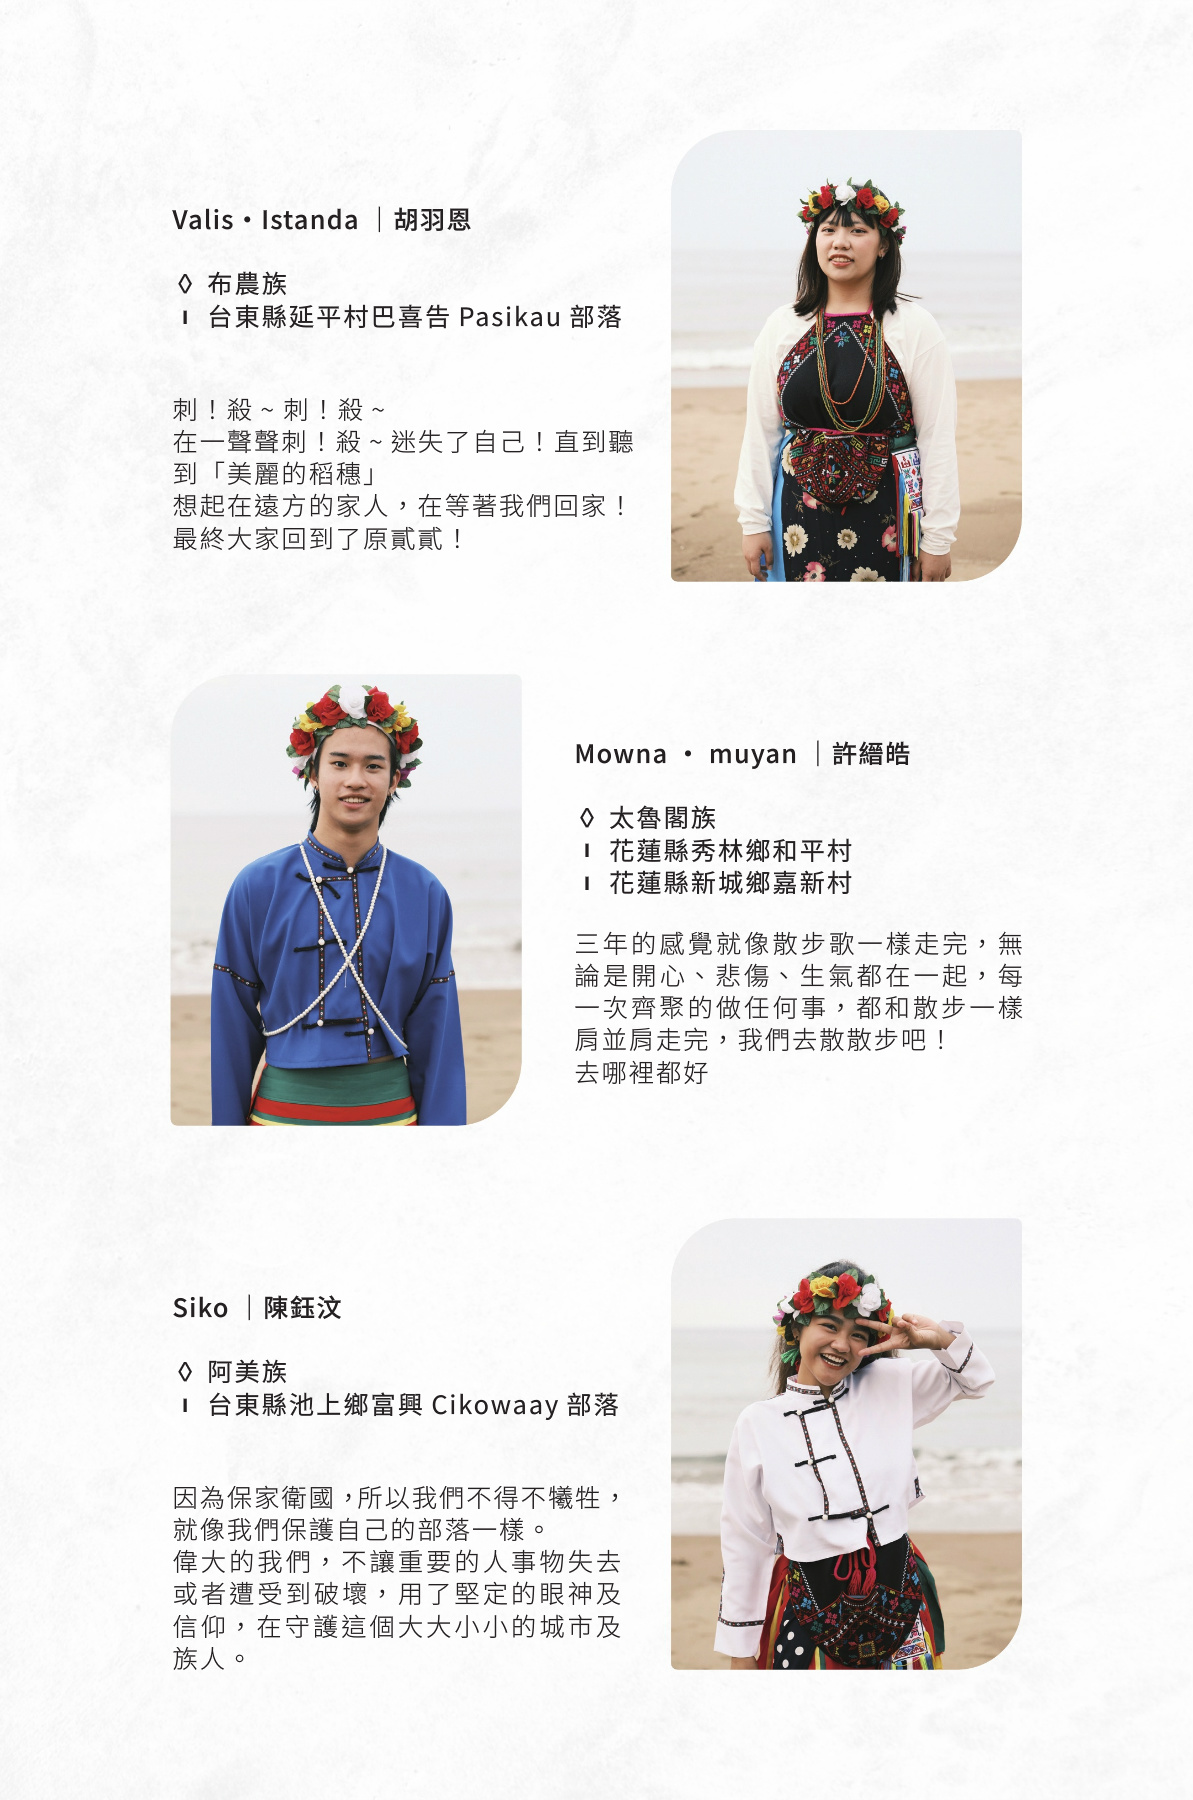 Valis・Istanda ｜胡羽恩
◊ 布農族
ı 台東縣延平村巴喜告 Pasikau 部落
刺！殺 ~ 刺！殺 ~
在一聲聲刺！殺 ~ 迷失了自己！直到聽
到「美麗的稻穗」
想起在遠方的家人，在等著我們回家！
最終大家回到了原貳貳！
Mowna ・ muyan ｜許縉皓
◊ 太魯閣族
ı 花蓮縣秀林鄉和平村
ı 花蓮縣新城鄉嘉新村
三年的感覺就像散步歌一樣走完，無
論是開心、悲傷、生氣都在一起，每
一次齊聚的做任何事，都和散步一樣
肩並肩走完，我們去散散步吧！
去哪裡都好
Siko ｜陳鈺汶
◊ 阿美族
ı 台東縣池上鄉富興 Cikowaay 部落
因為保家衛國，所以我們不得不犧牲，
就像我們保護自己的部落一樣。
偉大的我們，不讓重要的人事物失去
或者遭受到破壞，用了堅定的眼神及
信仰，在守護這個大大小小的城市及
族人。